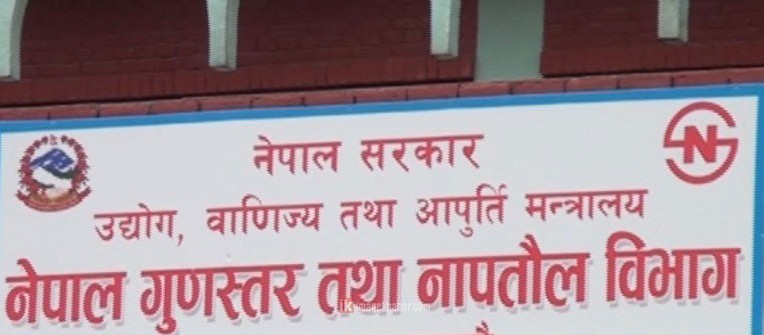 नेपाल सरकार
उद्योग, वाणिज्य तथा आपुर्ति मन्त्रालय
नेपाल गुणस्तर तथा नापतौल विभाग